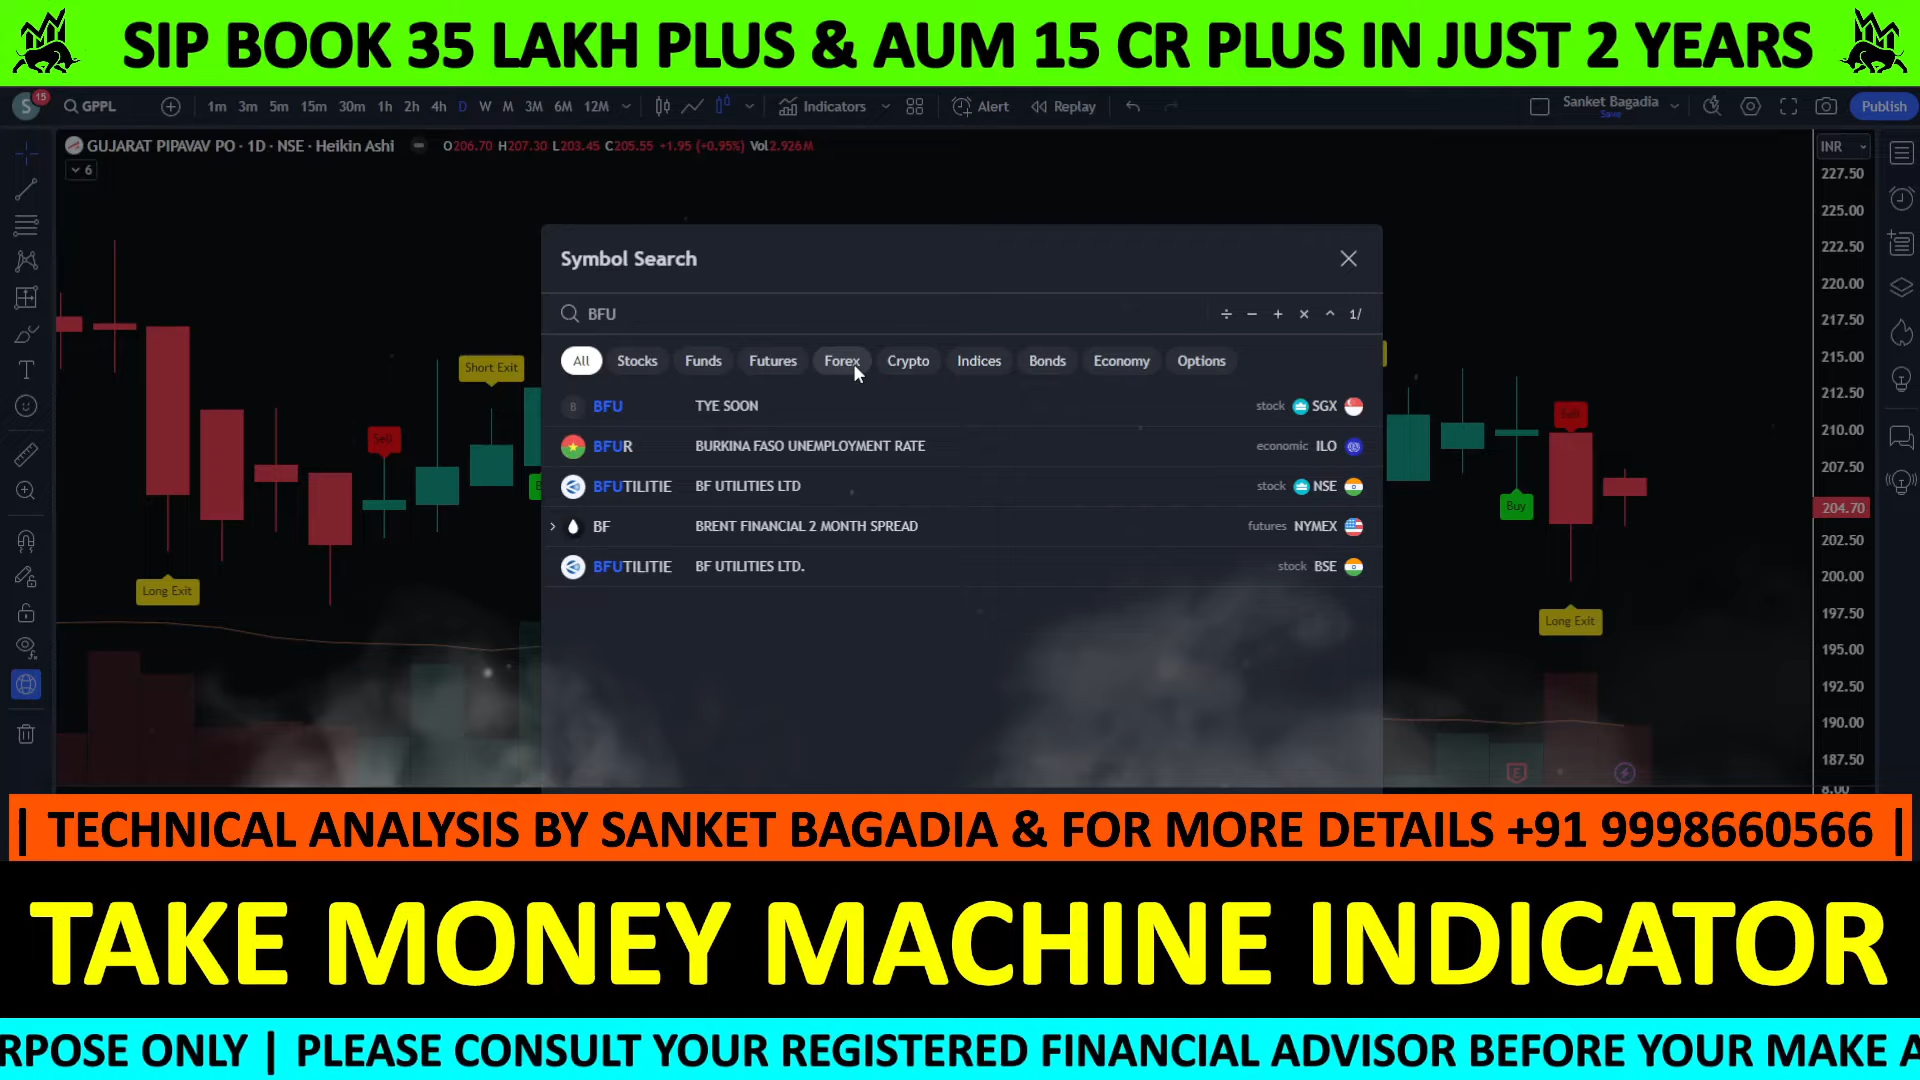 SIP BOOK 35 LAKH PLUS & AUM 15 CR PLUS IN JUST 2 YEARS
S 15 GPPL 1m 3m 5m 15m 30m 1h 2h 4h D W M 3M 6M 12M Indicators Alert Replay Sanket Bagadia Save Publish
GUJARAT PIPAVAV PO · 1D · NSE · Heikin Ashi O206.70 H207.30 L203.45 C205.55 +1.95 (+0.95%) Vol2.926M INR
6
227.50
225.00
222.50
220.00
217.50
215.00
212.50
210.00
207.50
204.70
202.50
200.00
197.50
195.00
192.50
190.00
187.50
Short Exit
Sell
Long Exit
Sell
Buy
Long Exit
E
Symbol Search
BFU ÷ − + × ^ 1/
All Stocks Funds Futures Forex Crypto Indices Bonds Economy Options
B BFU TYE SOON stock SGX
BFUR BURKINA FASO UNEMPLOYMENT RATE economic ILO
BFUTILITIE BF UTILITIES LTD stock NSE
BF BRENT FINANCIAL 2 MONTH SPREAD futures NYMEX
BFUTILITIE BF UTILITIES LTD. stock BSE
| TECHNICAL ANALYSIS BY SANKET BAGADIA & FOR MORE DETAILS +91 9998660566 |
TAKE MONEY MACHINE INDICATOR
RPOSE ONLY | PLEASE CONSULT YOUR REGISTERED FINANCIAL ADVISOR BEFORE YOUR MAKE A